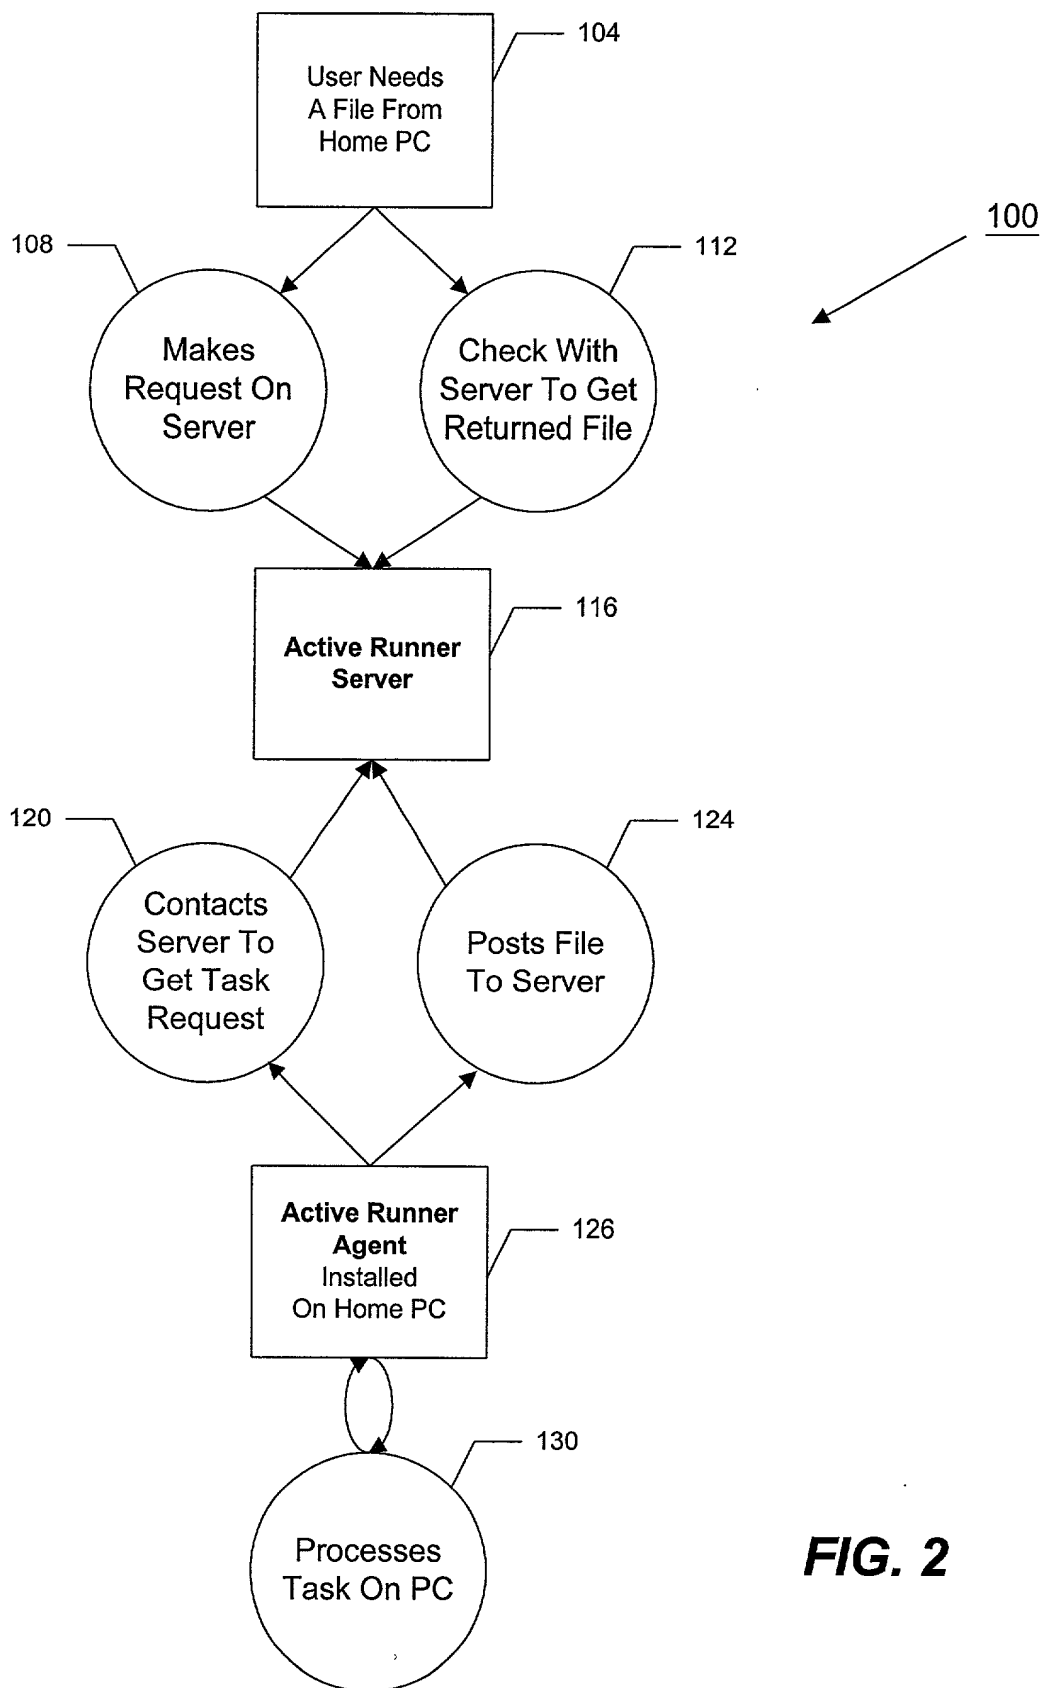 104
User Needs
A File From
Home PC
100
108
112
Makes
Request On
Server
Check With
Server To Get
Returned File
116
Active Runner
Server
120
124
Contacts
Server To
Get Task
Request
Posts File
To Server
Active Runner
Agent
Installed
On Home PC
126
130
Processes
Task On PC
FIG. 2